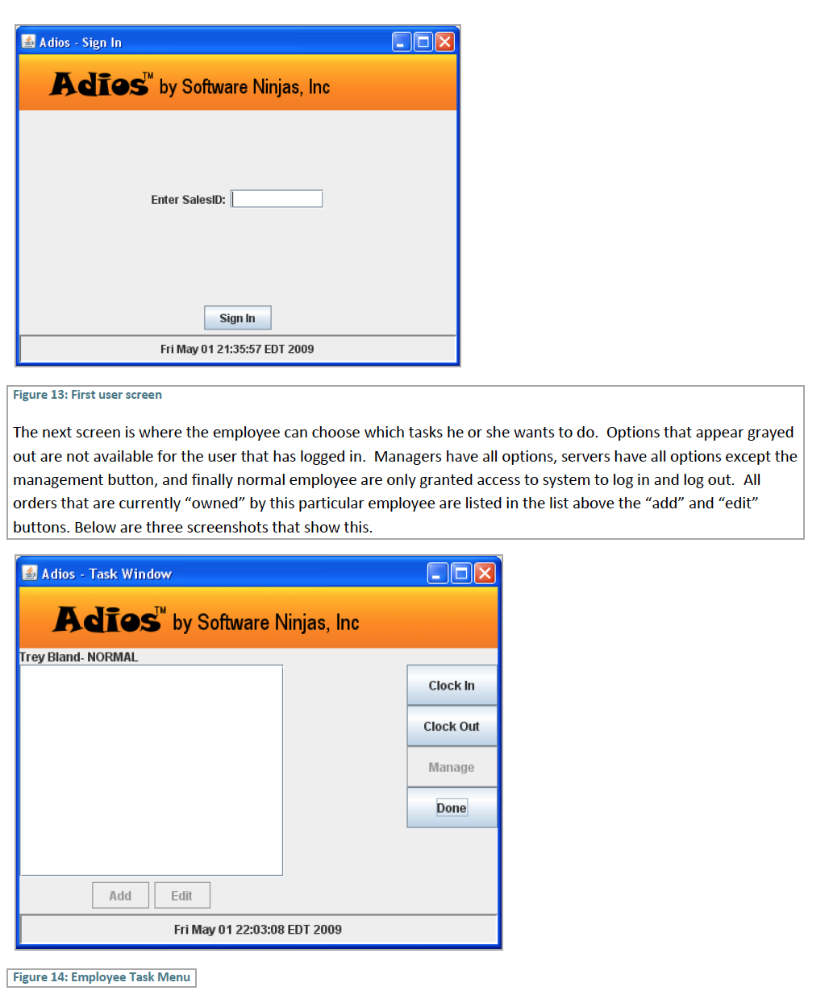 Adios - Sign In
Adios™ by Software Ninjas, Inc
Enter SalesID:
Sign In
Fri May 01 21:35:57 EDT 2009
Figure 13: First user screen
The next screen is where the employee can choose which tasks he or she wants to do.  Options that appear grayed
out are not available for the user that has logged in.  Managers have all options, servers have all options except the
management button, and finally normal employee are only granted access to system to log in and log out.  All
orders that are currently “owned” by this particular employee are listed in the list above the “add” and “edit”
buttons. Below are three screenshots that show this.
Adios - Task Window
Adios™ by Software Ninjas, Inc
Trey Bland- NORMAL
Clock In
Clock Out
Manage
Done
Add Edit
Fri May 01 22:03:08 EDT 2009
Figure 14: Employee Task Menu